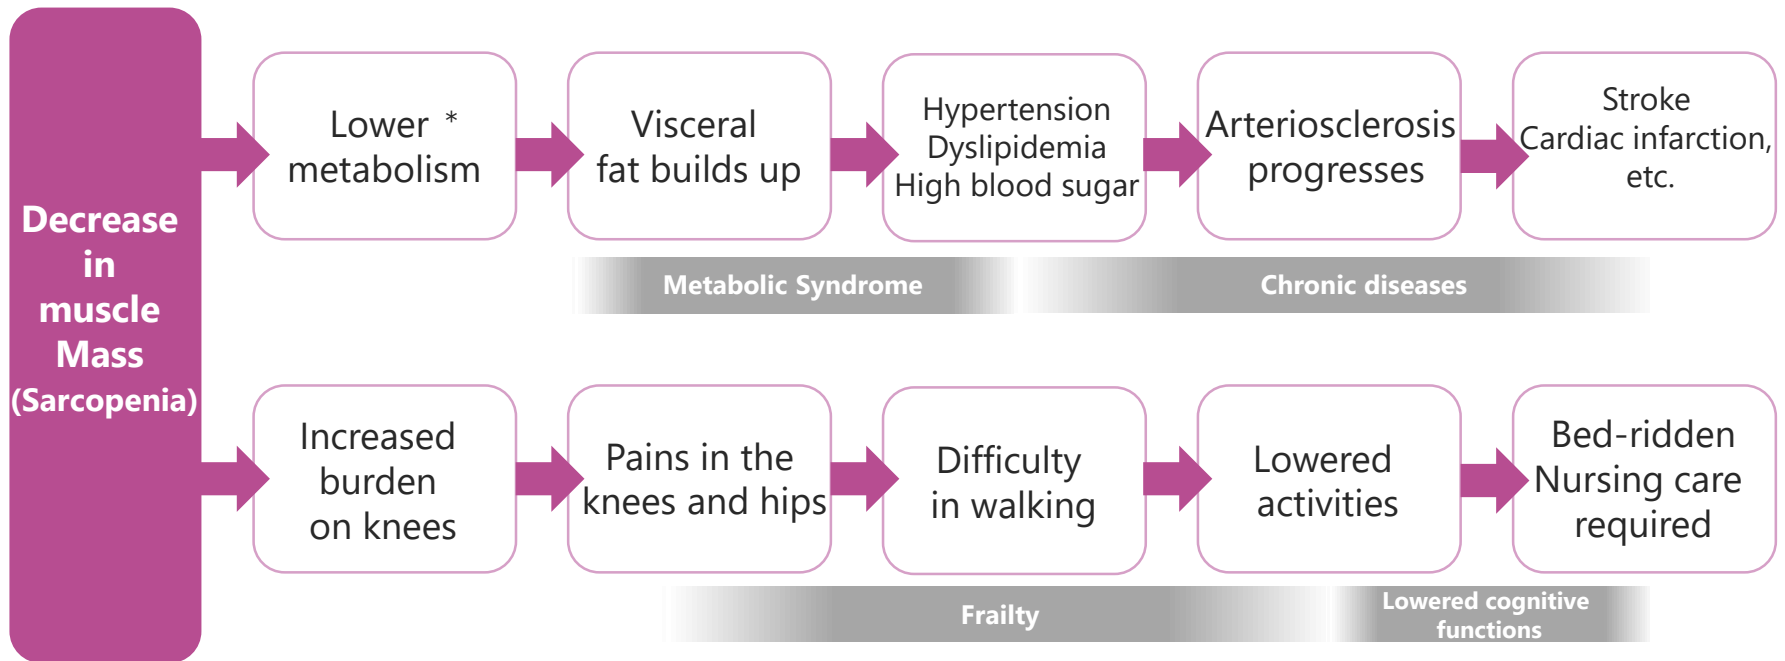 Decrease
in
muscle
Mass
(Sarcopenia)
Lower *
metabolism
Visceral
fat builds up
Hypertension
Dyslipidemia
High blood sugar
Arteriosclerosis
progresses
Stroke
Cardiac infarction,
etc.
Metabolic Syndrome
Chronic diseases
Increased
burden
on knees
Pains in the
knees and hips
Difficulty
in walking
Lowered
activities
Bed-ridden
Nursing care
required
Frailty
Lowered cognitive
functions